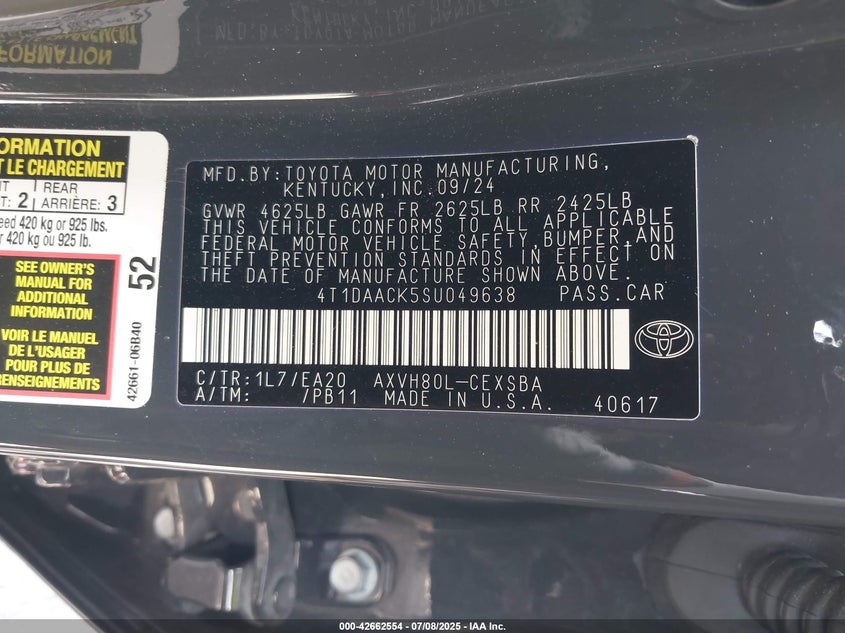 ORMATION
T LE CHARGEMENT
NT
REAR
T: 2
ARRIÈRE: 3
eed 420 kg or 925 lbs.
r 420 kg ou 925 lb.
SEE OWNER'S
MANUAL FOR
ADDITIONAL
INFORMATION
VOIR LE MANUEL
DE L'USAGER
POUR PLUS DE
RENSEIGNEMENTS
52
42661-06B40
MFD.BY:TOYOTA MOTOR MANUFACTURING,
KENTUCKY,INC.09/24
GVWR 4625LB GAWR FR 2625LB RR 2425LB
THIS VEHICLE CONFORMS TO ALL APPLICABLE
FEDERAL MOTOR VEHICLE SAFETY,BUMPER,AND
THEFT PREVENTION STANDARDS IN EFFECT ON
THE DATE OF MANUFACTURE SHOWN ABOVE.
4T1DAACK5SU049638 PASS.CAR
C/TR:1L7/EA20 AXVH80L-CEXSBA
A/TM: /PB11 MADE IN U.S.A. 40617
000-42662554 - 07/08/2025 - IAA Inc.